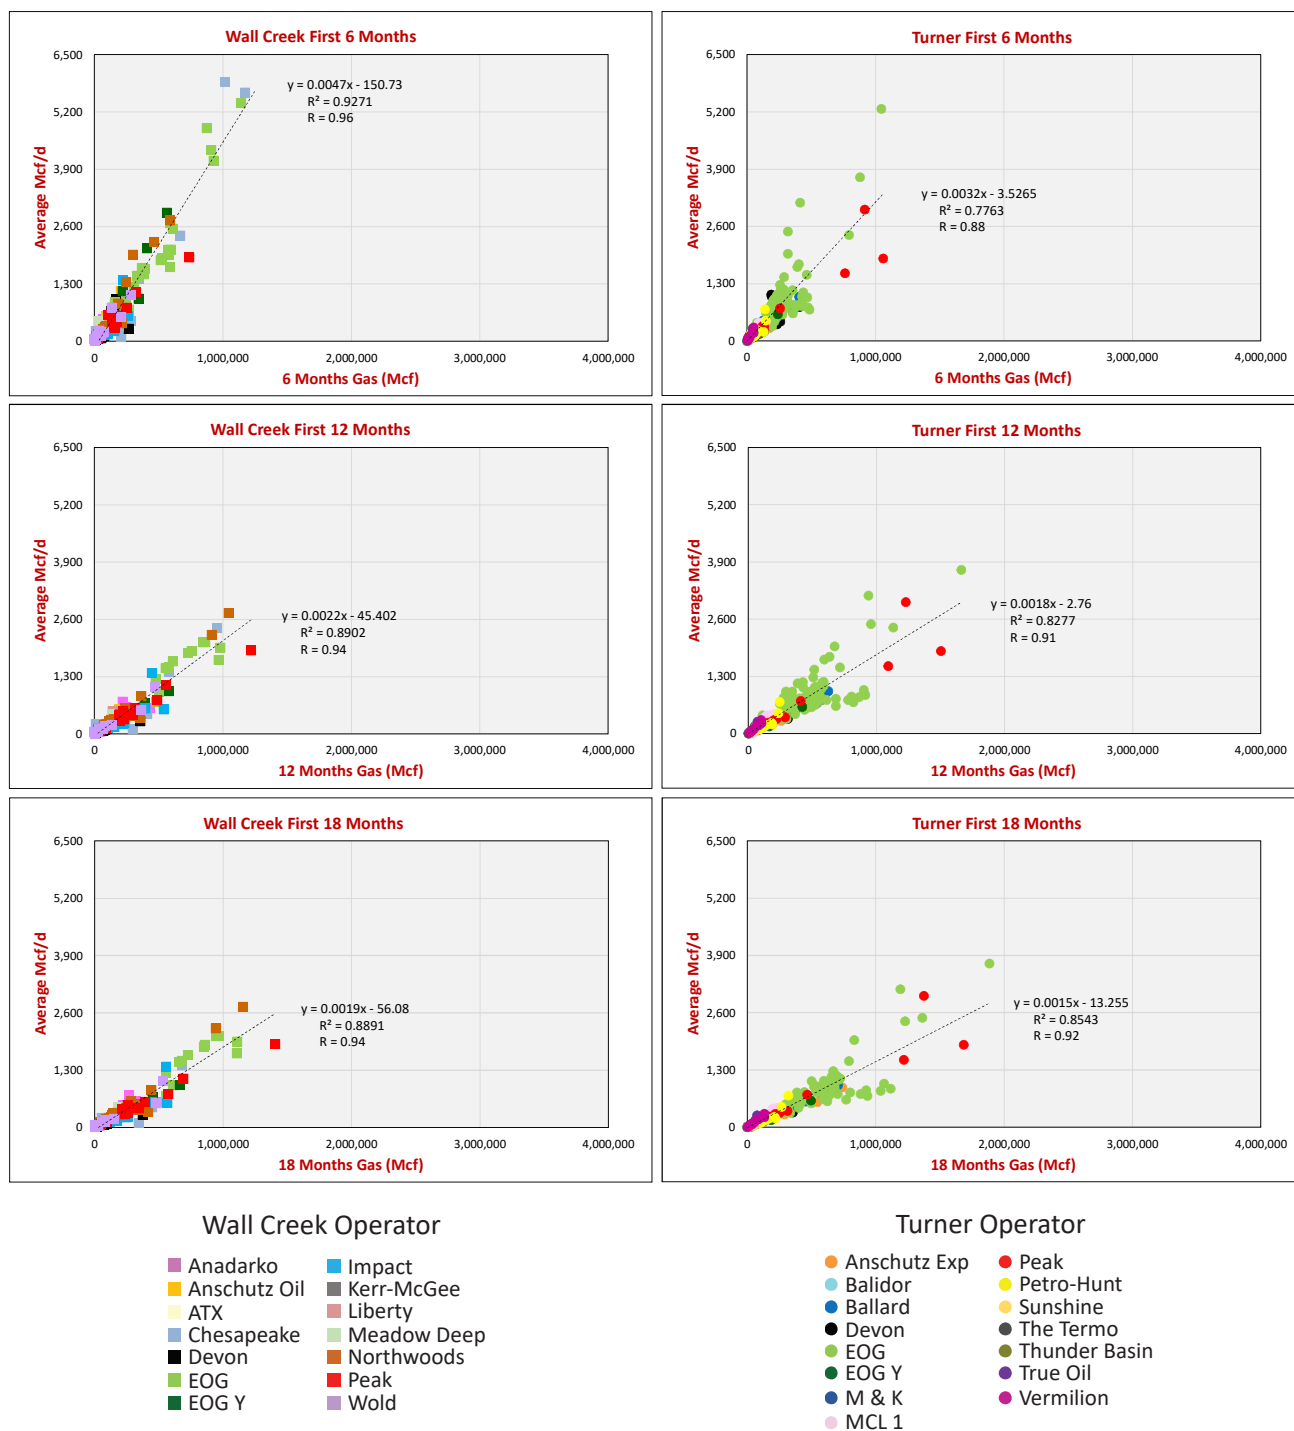 Wall Creek First 6 Months
6,500
5,200
3,900
2,600
1,300
0
Average Mcf/d
y = 0.0047x - 150.73
R² = 0.9271
R = 0.96
0
1,000,000
2,000,000
3,000,000
4,000,000
6 Months Gas (Mcf)
Turner First 6 Months
6,500
5,200
3,900
2,600
1,300
0
Average Mcf/d
y = 0.0032x - 3.5265
R² = 0.7763
R = 0.88
0
1,000,000
2,000,000
3,000,000
4,000,000
6 Months Gas (Mcf)
Wall Creek First 12 Months
6,500
5,200
3,900
2,600
1,300
0
Average Mcf/d
y = 0.0022x - 45.402
R² = 0.8902
R = 0.94
0
1,000,000
2,000,000
3,000,000
4,000,000
12 Months Gas (Mcf)
Turner First 12 Months
6,500
5,200
3,900
2,600
1,300
0
Average Mcf/d
y = 0.0018x - 2.76
R² = 0.8277
R = 0.91
0
1,000,000
2,000,000
3,000,000
4,000,000
12 Months Gas (Mcf)
Wall Creek First 18 Months
6,500
5,200
3,900
2,600
1,300
0
Average Mcf/d
y = 0.0019x - 56.08
R² = 0.8891
R = 0.94
0
1,000,000
2,000,000
3,000,000
4,000,000
18 Months Gas (Mcf)
Turner First 18 Months
6,500
5,200
3,900
2,600
1,300
0
Average Mcf/d
y = 0.0015x - 13.255
R² = 0.8543
R = 0.92
0
1,000,000
2,000,000
3,000,000
4,000,000
18 Months Gas (Mcf)
Wall Creek Operator
Anadarko
Anschutz Oil
ATX
Chesapeake
Devon
EOG
EOG Y
Impact
Kerr-McGee
Liberty
Meadow Deep
Northwoods
Peak
Wold
Turner Operator
Anschutz Exp
Balidor
Ballard
Devon
EOG
EOG Y
M & K
MCL 1
Peak
Petro-Hunt
Sunshine
The Termo
Thunder Basin
True Oil
Vermilion